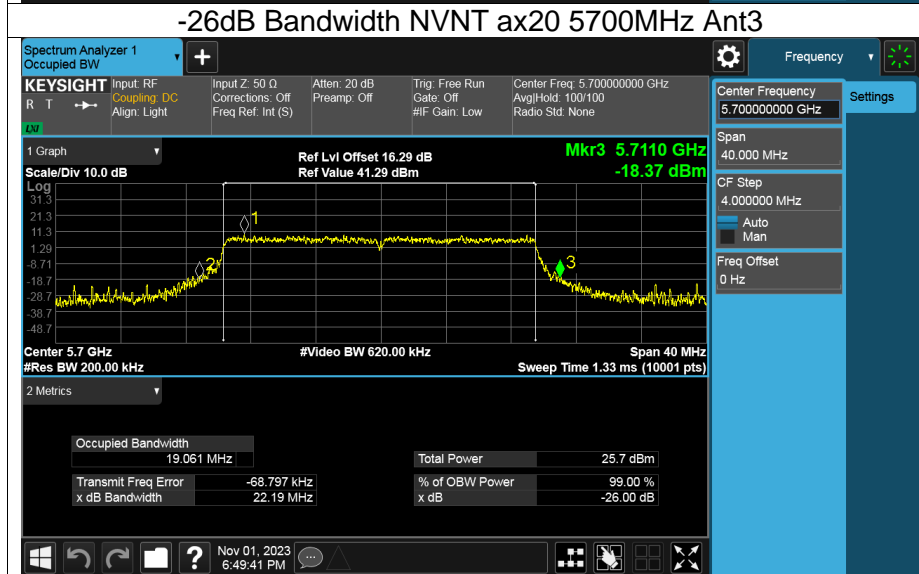 -26dB Bandwidth NVNT ax20 5700MHz Ant3
Spectrum Analyzer 1
Occupied BW
+
Frequency
KEYSIGHT
R T
LXI
Input: RF
Coupling: DC
Align: Light
Input Z: 50 Ω
Corrections: Off
Freq Ref: Int (S)
Atten: 20 dB
Preamp: Off
Trig: Free Run
Gate: Off
#IF Gain: Low
Center Freq: 5.700000000 GHz
Avg|Hold: 100/100
Radio Std: None
Center Frequency
5.700000000 GHz
Settings
Span
40.000 MHz
CF Step
4.000000 MHz
Auto
Man
Freq Offset
0 Hz
1 Graph
Ref Lvl Offset 16.29 dB
Mkr3 5.7110 GHz
Scale/Div 10.0 dB
Ref Value 41.29 dBm
-18.37 dBm
Log
31.3
21.3
11.3
1.29
-8.71
-18.7
-28.7
-38.7
-48.7
1
2
3
Center 5.7 GHz
#Video BW 620.00 kHz
Span 40 MHz
#Res BW 200.00 kHz
Sweep Time 1.33 ms (10001 pts)
2 Metrics
Occupied Bandwidth
19.061 MHz
Total Power 25.7 dBm
Transmit Freq Error -68.797 kHz
% of OBW Power 99.00 %
x dB Bandwidth 22.19 MHz
x dB -26.00 dB
?
Nov 01, 2023
6:49:41 PM